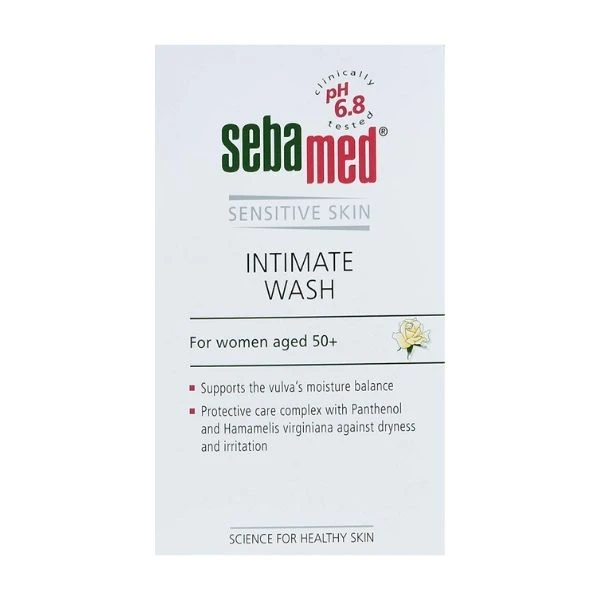 clinically
pH
6.8
tested
sebamed®
SENSITIVE SKIN
INTIMATE
WASH
For women aged 50+
▪ Supports the vulva's moisture balance
▪ Protective care complex with Panthenol
and Hamamelis virginiana against dryness
and irritation
SCIENCE FOR HEALTHY SKIN